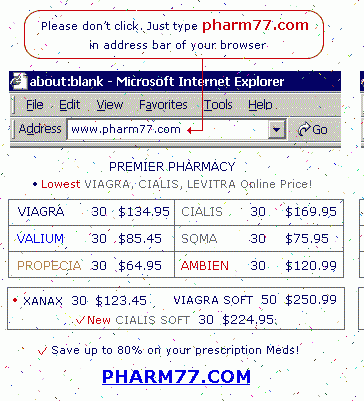 Please don't click. Just type pharm77.com
in address bar of your browser
about:blank - Microsoft Internet Explorer
File Edit View Favorites Tools Help
Address www.pharm77.com Go
PREMIER PHARMACY
• Lowest VIAGRA, CIALIS, LEVITRA Online Price!
VIAGRA 30 $134.95 CIALIS 30 $169.95
VALIUM 30 $85.45 SOMA 30 $75.95
PROPECIA 30 $64.95 AMBIEN 30 $120.99
• XANAX 30 $123.45 VIAGRA SOFT 50 $250.99
✓New CIALIS SOFT 30 $224.95
✓ Save up to 80% on your prescription Meds!
PHARM77.COM